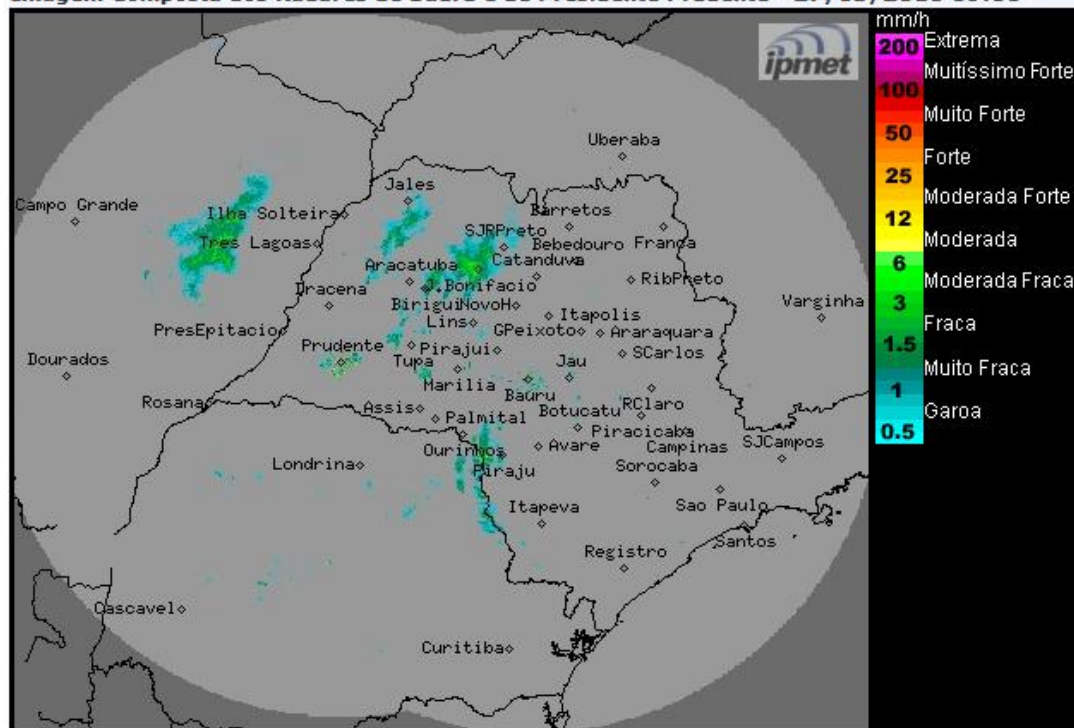 ipmet
mm/h
200 Extrema
Muitíssimo Forte
100
Muito Forte
50
Forte
25
Moderada Forte
12
Moderada
6
Moderada Fraca
3
Fraca
1.5
Muito Fraca
1
Garoa
0.5
Uberaba
Jales
Campo Grande
Ilha Solteira
Barretos
SJRPreto
Tres Lagoas
Bebedouro
Franca
Catanduva
Aracatuba
J.Bonifacio
RibPreto
Dracena
Birigui
NovoH
Varginha
Itapolis
Lins
PresEpitacio
GPeixoto
Araraquara
Prudente
Tupa
Pirajui
SCarlos
Dourados
Marilia
Jau
Bauru
Rosana
Assis
Botucatu
RClaro
Palmital
Piracicaba
Ourinhos
Avare
Campinas
SJCampos
Londrina
Piraju
Sorocaba
Itapeva
Sao Paulo
Santos
Registro
Cascavel
Curitiba